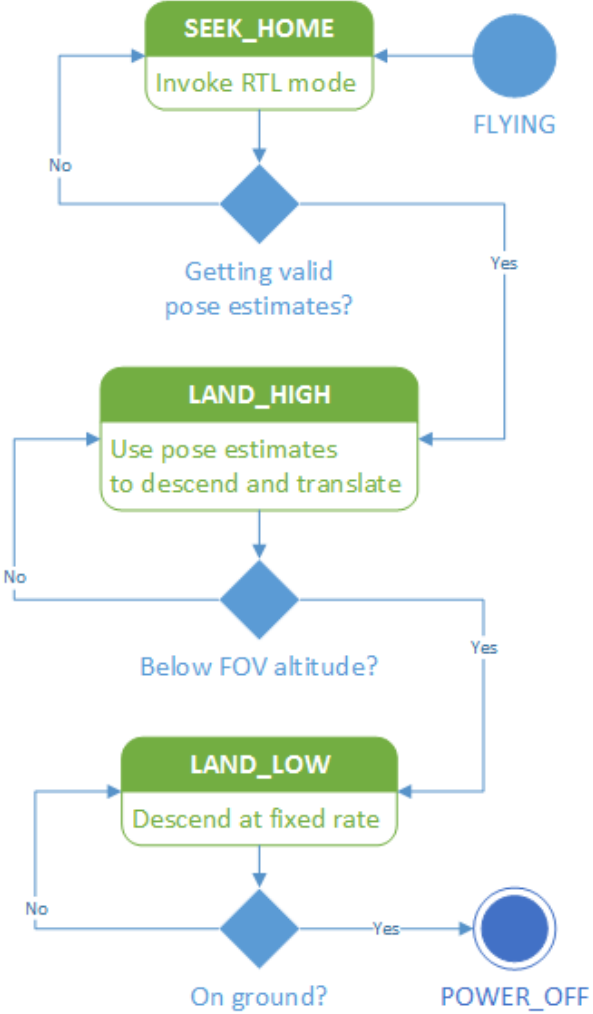 SEEK_HOME
Invoke RTL mode
FLYING
No
Getting valid
pose estimates?
Yes
LAND_HIGH
Use pose estimates
to descend and translate
No
Below FOV altitude?
Yes
LAND_LOW
Descend at fixed rate
No
Yes
On ground?
POWER_OFF